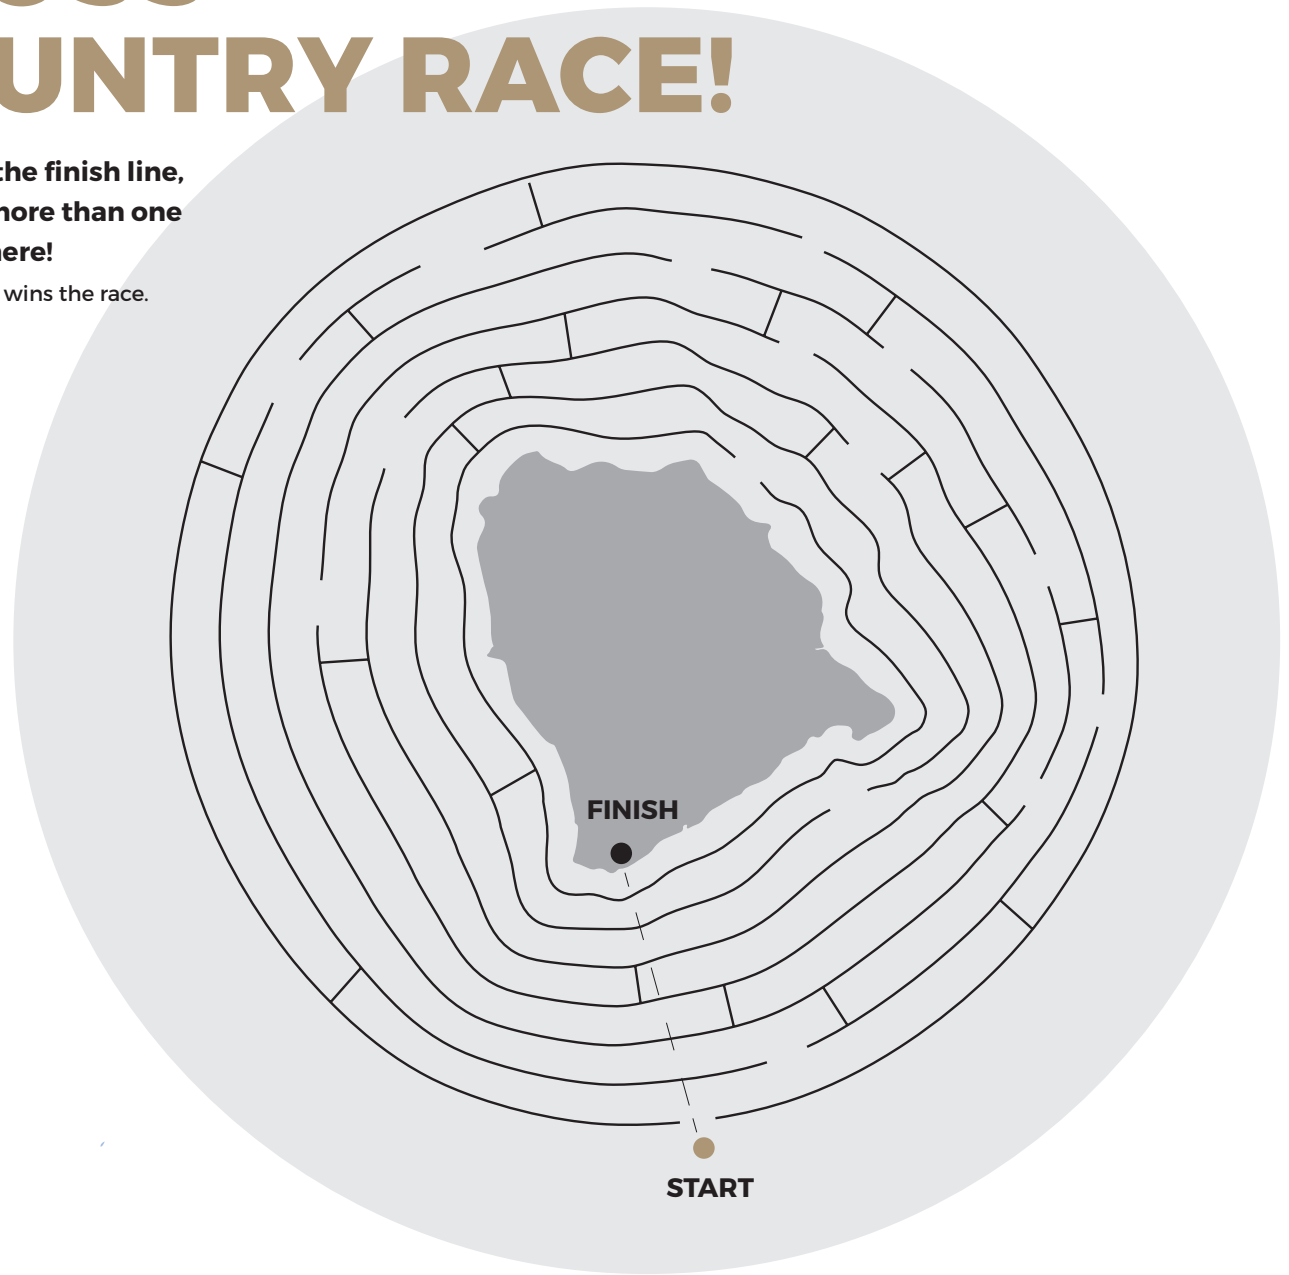 UNTRY RACE!
the finish line,
more than one
ere!
wins the race.
FINISH
START